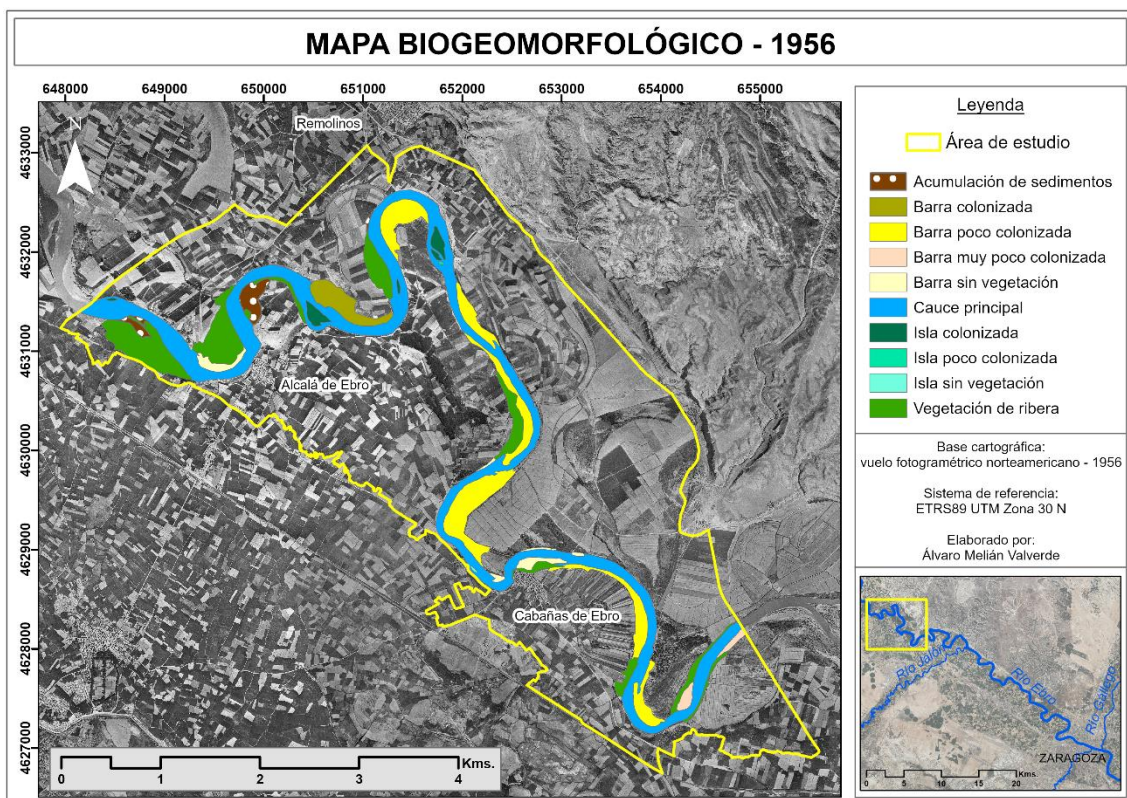 MAPA BIOGEOMORFOLÓGICO - 1956
648000 649000 650000 651000 652000 653000 654000 655000
4633000
4632000
4631000
4630000
4629000
4628000
4627000
N
Remolinos
Alcalá de Ebro
Cabañas de Ebro
0 1 2 3 4 Kms.
Leyenda
Área de estudio
Acumulación de sedimentos
Barra colonizada
Barra poco colonizada
Barra muy poco colonizada
Barra sin vegetación
Cauce principal
Isla colonizada
Isla poco colonizada
Isla sin vegetación
Vegetación de ribera
Base cartográfica:
vuelo fotogramétrico norteamericano - 1956
Sistema de referencia:
ETRS89 UTM Zona 30 N
Elaborado por:
Álvaro Melián Valverde
Río Jalón
Río Ebro
Río Gállego
ZARAGOZA
0 5 10 20 Kms.